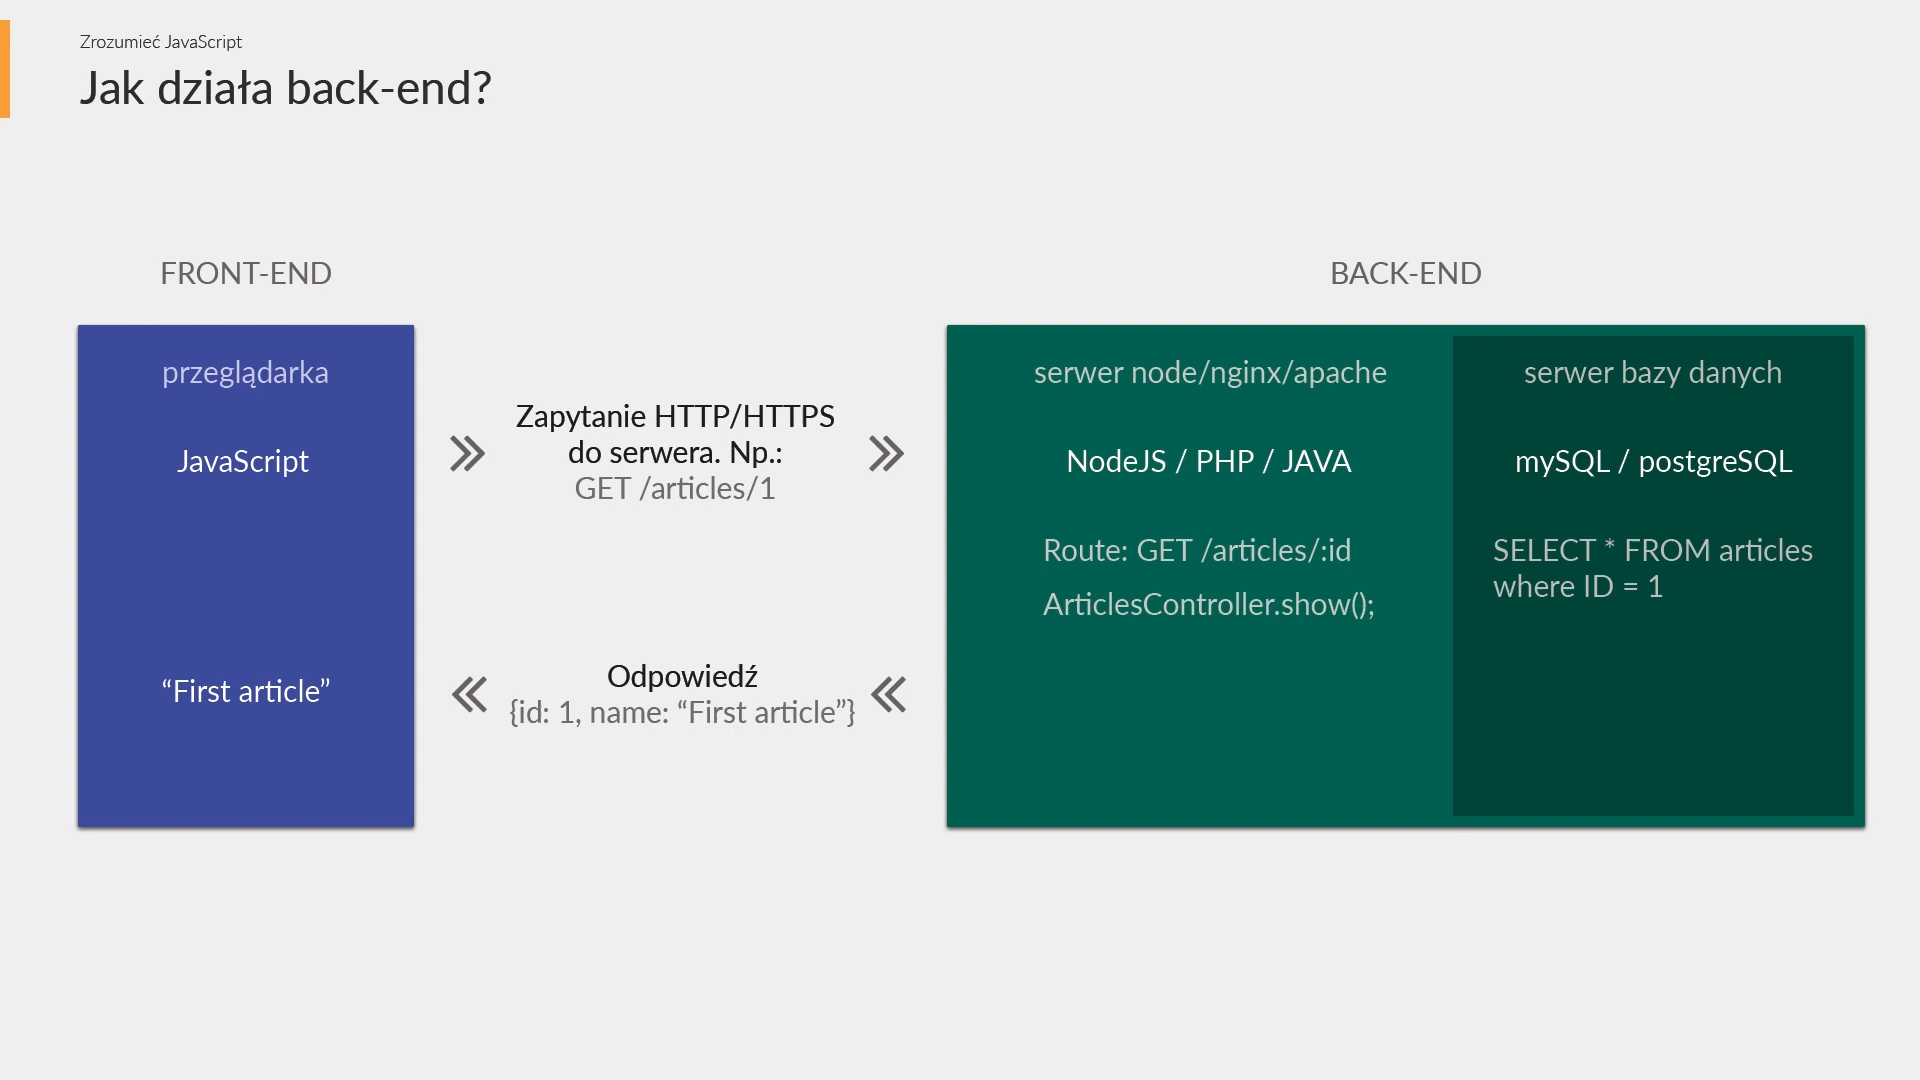 Zrozumieć JavaScript
Jak działa back-end?
FRONT-END
BACK-END
przeglądarka
JavaScript
“First article”
Zapytanie HTTP/HTTPS
do serwera. Np.:
GET /articles/1
Odpowiedź
{id: 1, name: “First article”}
serwer node/nginx/apache
NodeJS / PHP / JAVA
Route: GET /articles/:id
ArticlesController.show();
serwer bazy danych
mySQL / postgreSQL
SELECT * FROM articles
where ID = 1